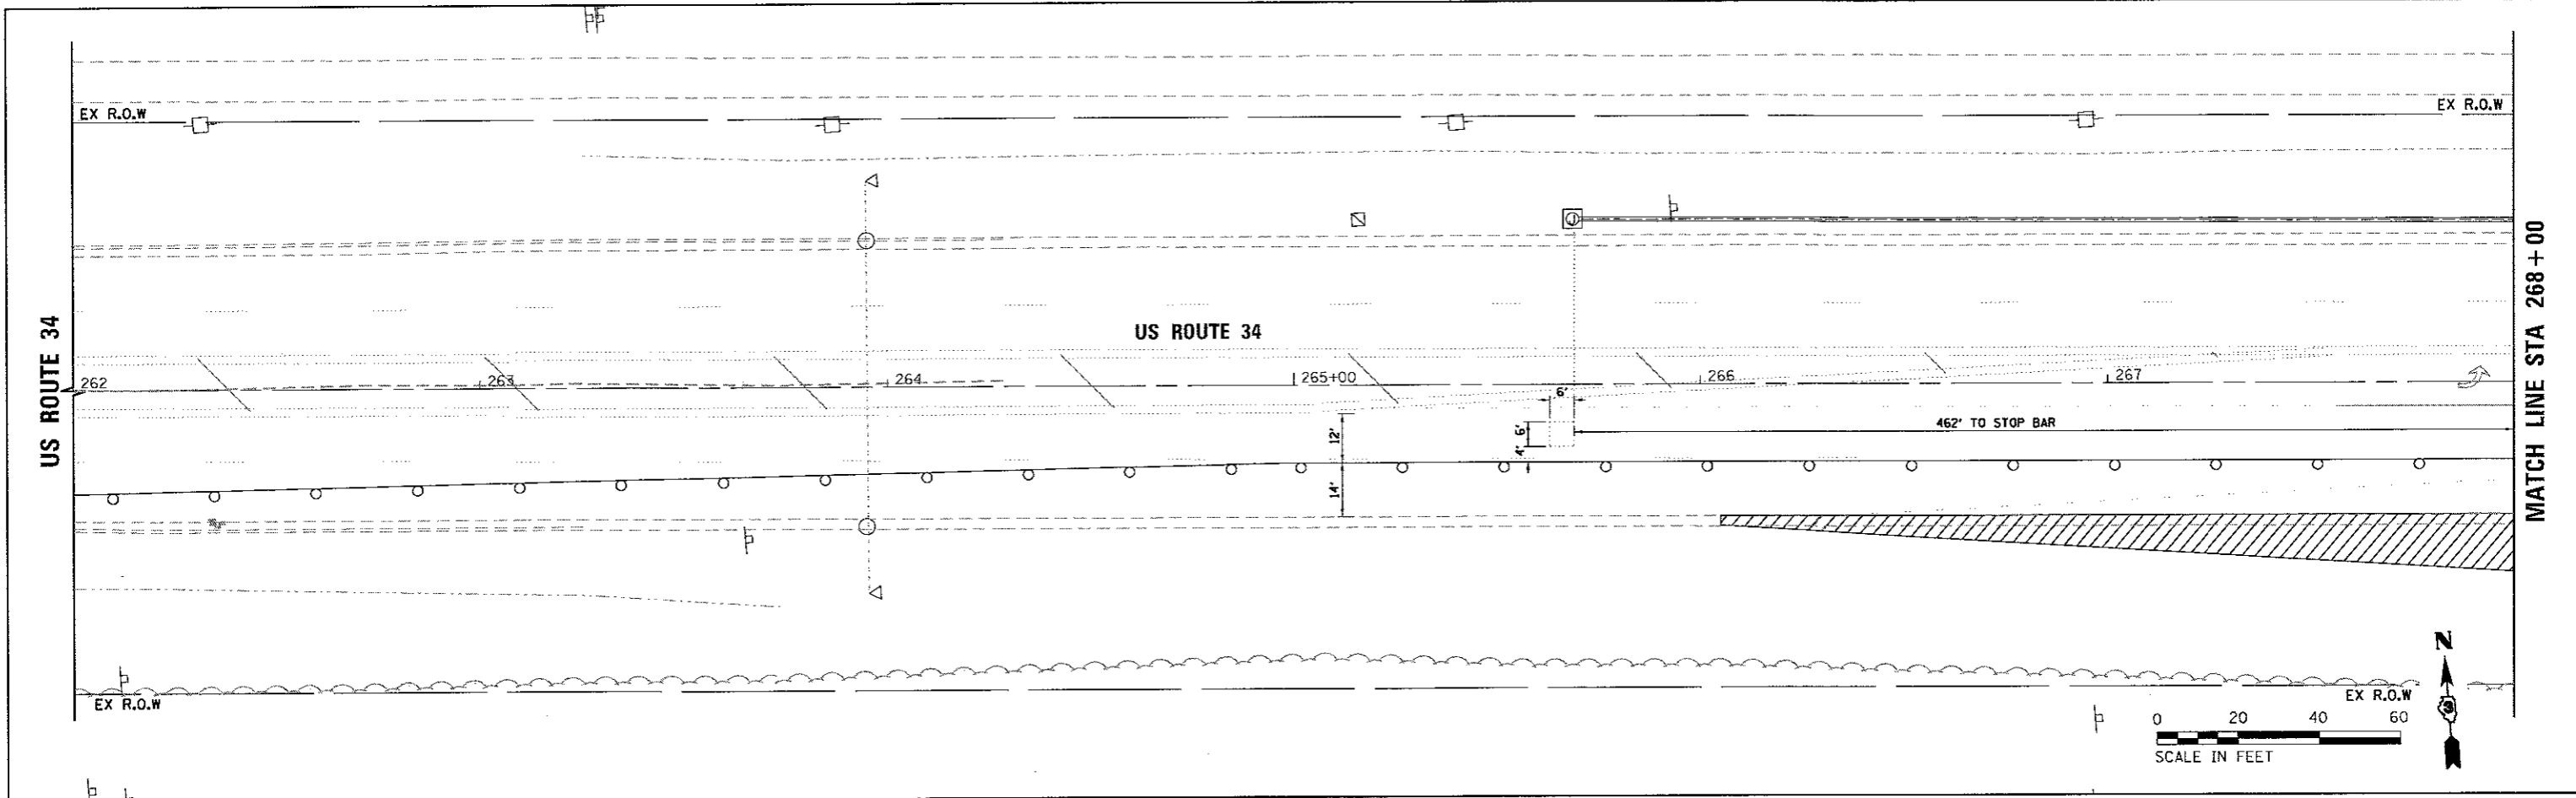 EX R.O.W
EX R.O.W
US ROUTE 34
US ROUTE 34
262
263
264
265+00
266
267
6'
12'
6'
4'
14'
462' TO STOP BAR
MATCH LINE STA 268+00
EX R.O.W
EX R.O.W
N
3
0 20 40 60
SCALE IN FEET
J